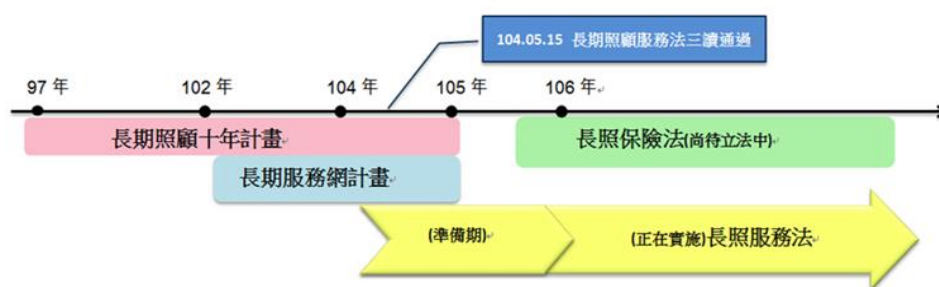 104.05.15 長期照顧服務法三讀通過
97 年
102 年
104 年
105 年
106 年
長期照顧十年計畫
長照保險法(尚待立法中)
長期服務網計畫
(準備期)
(正在實施)長照服務法